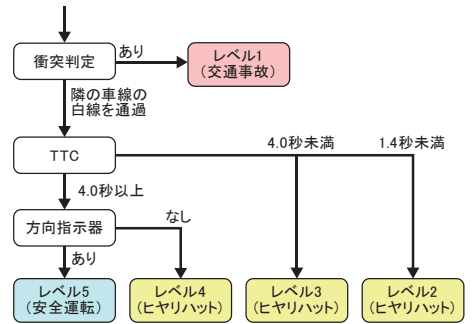 衝突判定
あり
レベル1
（交通事故）
隣の車線の
白線を通過
TTC
4.0秒未満
1.4秒未満
4.0秒以上
方向指示器
なし
あり
レベル5
（安全運転）
レベル4
（ヒヤリハット）
レベル3
（ヒヤリハット）
レベル2
（ヒヤリハット）